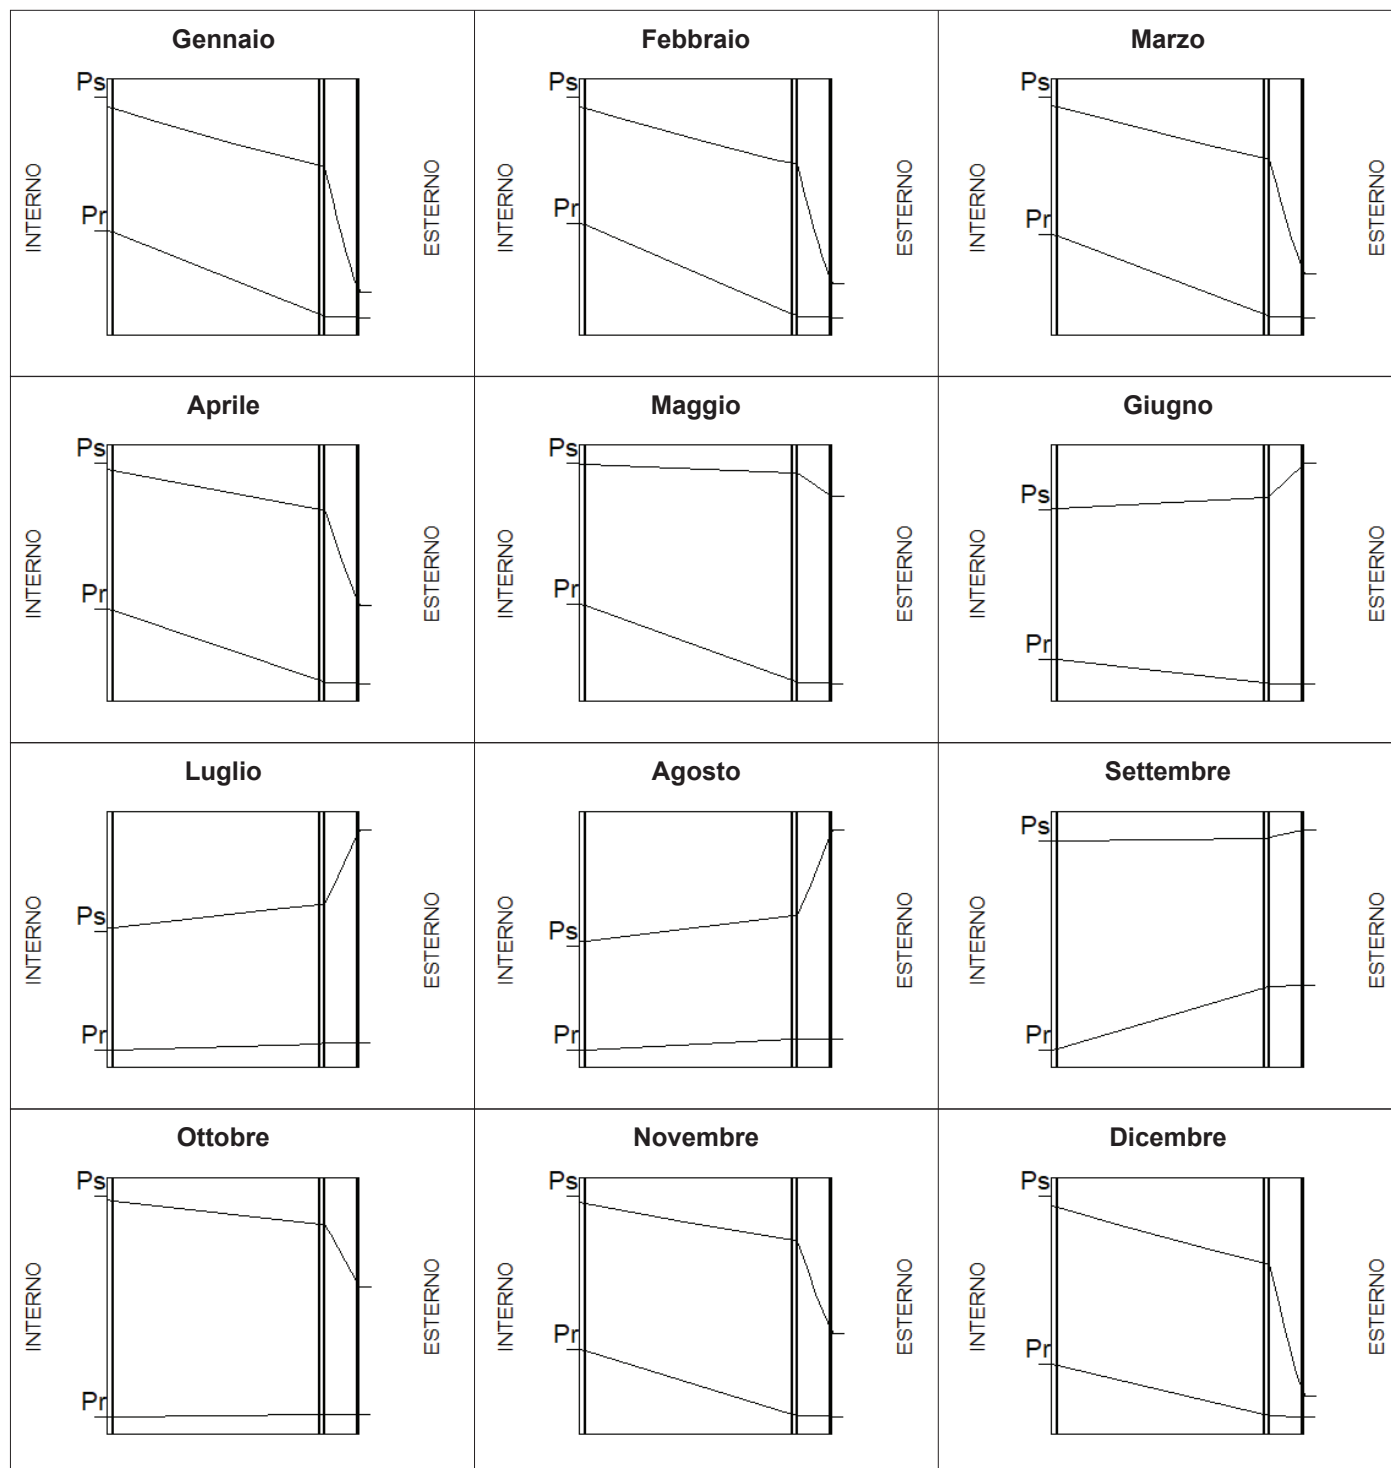 Gennaio
Febbraio
Marzo
Ps
Pr
INTERNO
ESTERNO
Ps
Pr
INTERNO
ESTERNO
Ps
Pr
INTERNO
ESTERNO
Aprile
Maggio
Giugno
Ps
Pr
INTERNO
ESTERNO
Ps
Pr
INTERNO
ESTERNO
Ps
Pr
INTERNO
ESTERNO
Luglio
Agosto
Settembre
Ps
Pr
INTERNO
ESTERNO
Ps
Pr
INTERNO
ESTERNO
Ps
Pr
INTERNO
ESTERNO
Ottobre
Novembre
Dicembre
Ps
Pr
INTERNO
ESTERNO
Ps
Pr
INTERNO
ESTERNO
Ps
Pr
INTERNO
ESTERNO